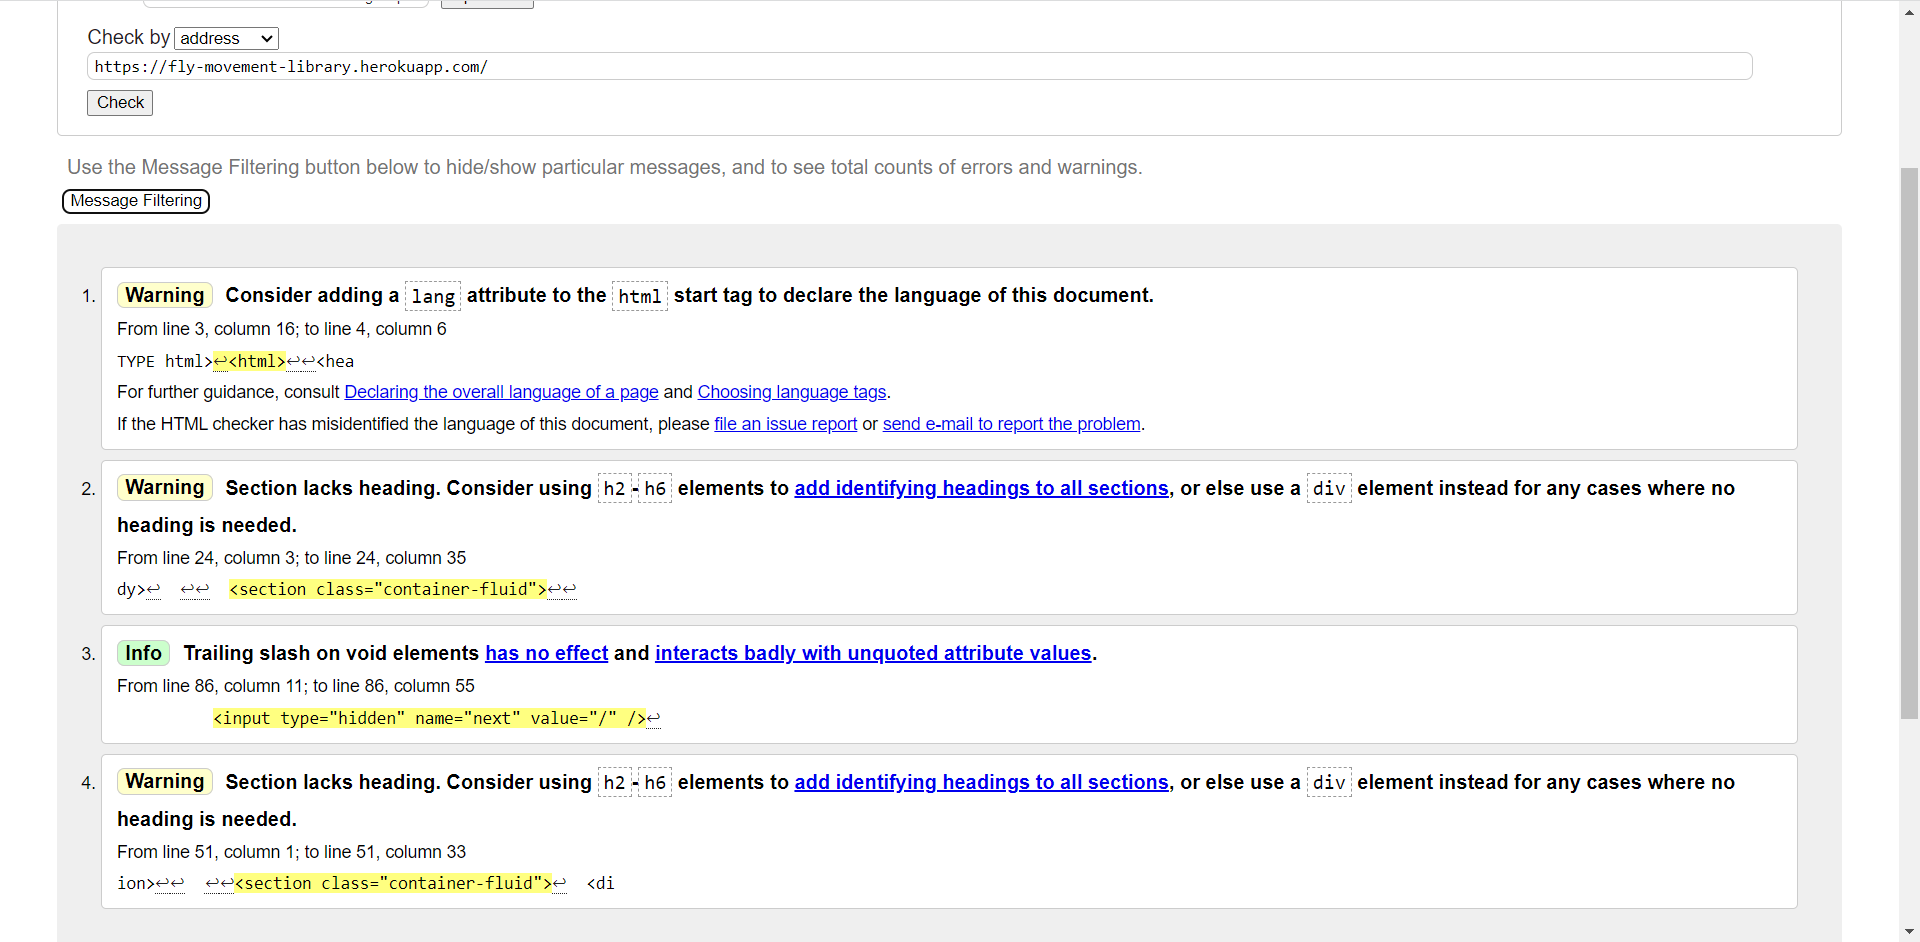 Check by address
https://fly-movement-library.herokuapp.com/
Check
Use the Message Filtering button below to hide/show particular messages, and to see total counts of errors and warnings.
Message Filtering
1. Warning Consider adding a lang attribute to the html start tag to declare the language of this document.
From line 3, column 16; to line 4, column 6
TYPE html>↩<html>↩↩<hea
For further guidance, consult Declaring the overall language of a page and Choosing language tags.
If the HTML checker has misidentified the language of this document, please file an issue report or send e-mail to report the problem.
2. Warning Section lacks heading. Consider using h2-h6 elements to add identifying headings to all sections, or else use a div element instead for any cases where no
heading is needed.
From line 24, column 3; to line 24, column 35
dy>↩  ↩↩  <section class="container-fluid">↩↩
3. Info Trailing slash on void elements has no effect and interacts badly with unquoted attribute values.
From line 86, column 11; to line 86, column 55
<input type="hidden" name="next" value="/" />↩
4. Warning Section lacks heading. Consider using h2-h6 elements to add identifying headings to all sections, or else use a div element instead for any cases where no
heading is needed.
From line 51, column 1; to line 51, column 33
ion>↩↩  ↩↩<section class="container-fluid">↩  <di